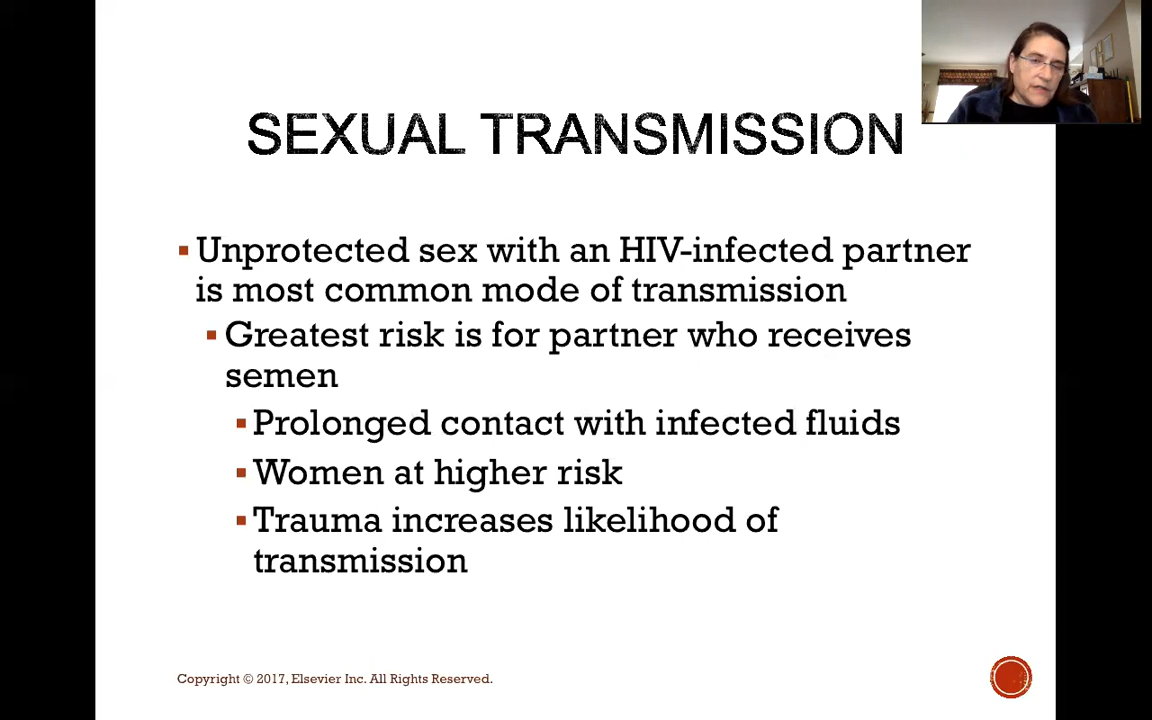 SEXUAL TRANSMISSION
Unprotected sex with an HIV-infected partner
is most common mode of transmission
Greatest risk is for partner who receives
semen
Prolonged contact with infected fluids
Women at higher risk
Trauma increases likelihood of
transmission
Copyright © 2017, Elsevier Inc. All Rights Reserved.